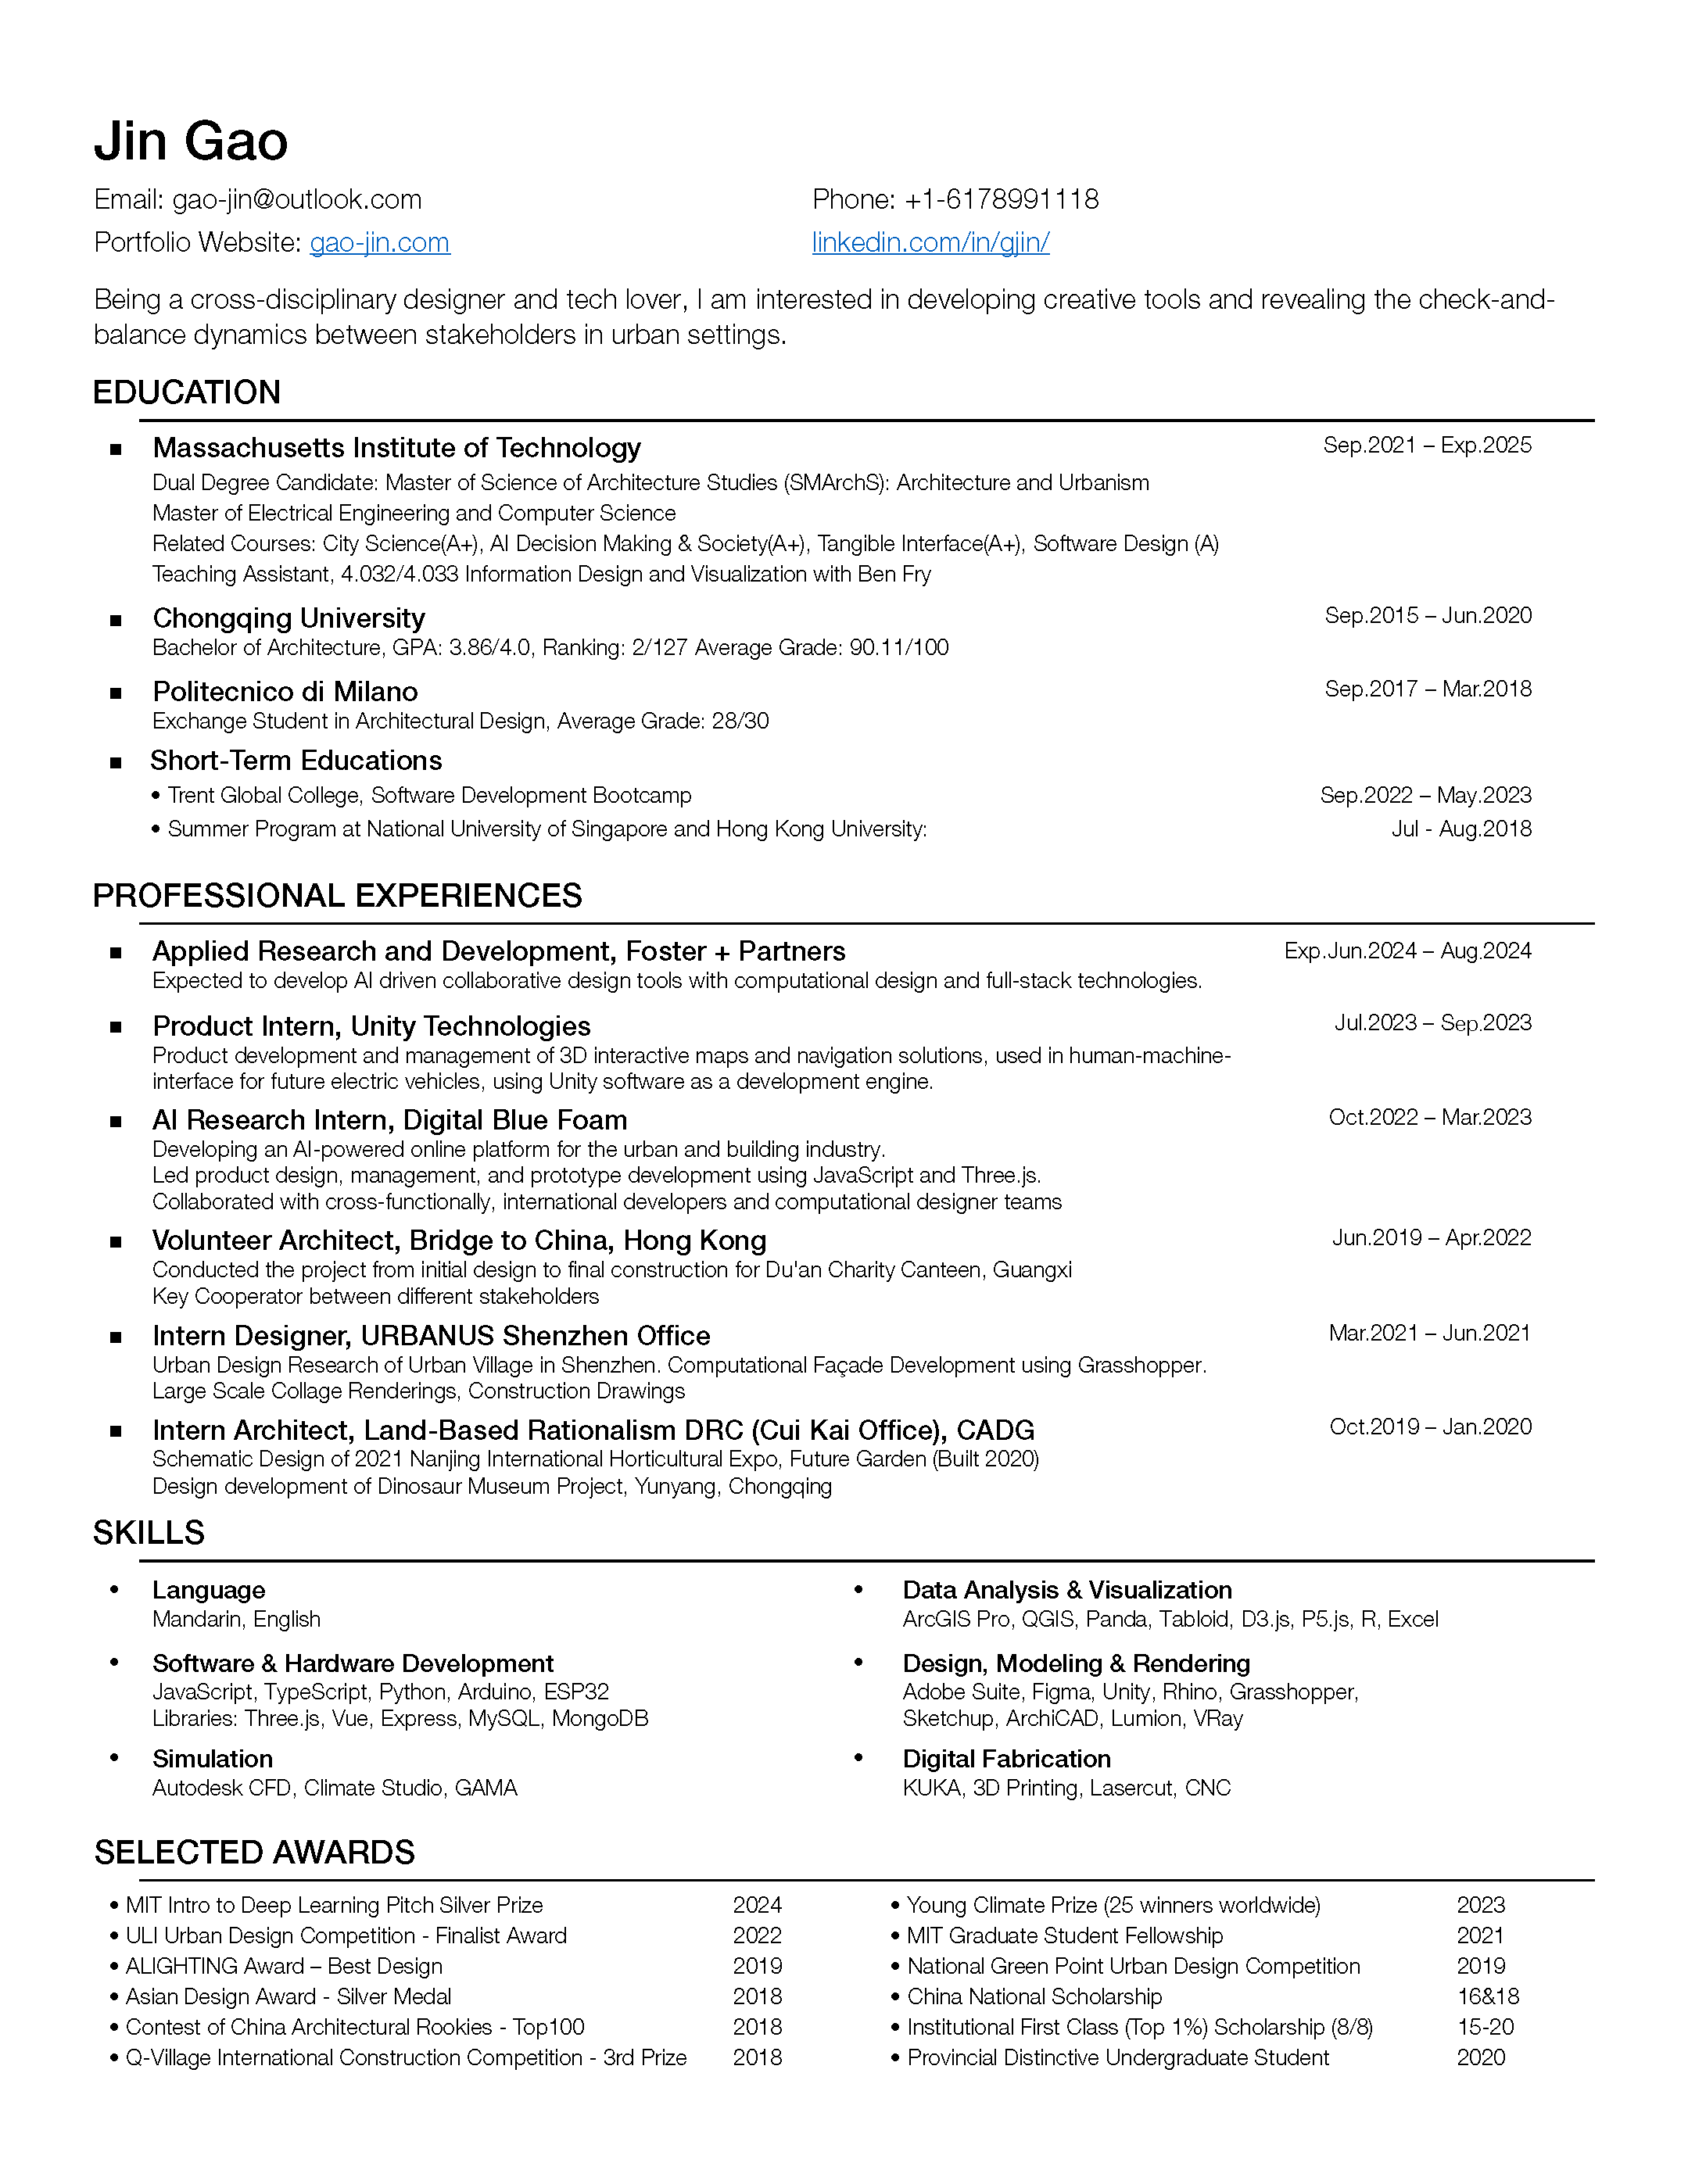 Jin Gao
Email: gao-jin@outlook.com Phone: +1-6178991118
Portfolio Website: gao-jin.com linkedin.com/in/gjin/
Being a cross-disciplinary designer and tech lover, I am interested in developing creative tools and revealing the check-and-
balance dynamics between stakeholders in urban settings.
EDUCATION
▪ Massachusetts Institute of Technology Sep.2021 – Exp.2025
Dual Degree Candidate: Master of Science of Architecture Studies (SMArchS): Architecture and Urbanism
Master of Electrical Engineering and Computer Science
Related Courses: City Science(A+), AI Decision Making & Society(A+), Tangible Interface(A+), Software Design (A)
Teaching Assistant, 4.032/4.033 Information Design and Visualization with Ben Fry
▪ Chongqing University Sep.2015 – Jun.2020
Bachelor of Architecture, GPA: 3.86/4.0, Ranking: 2/127 Average Grade: 90.11/100
▪ Politecnico di Milano Sep.2017 – Mar.2018
Exchange Student in Architectural Design, Average Grade: 28/30
▪ Short-Term Educations
• Trent Global College, Software Development Bootcamp Sep.2022 – May.2023
• Summer Program at National University of Singapore and Hong Kong University: Jul - Aug.2018
PROFESSIONAL EXPERIENCES
▪ Applied Research and Development, Foster + Partners Exp.Jun.2024 – Aug.2024
Expected to develop AI driven collaborative design tools with computational design and full-stack technologies.
▪ Product Intern, Unity Technologies Jul.2023 – Sep.2023
Product development and management of 3D interactive maps and navigation solutions, used in human-machine-
interface for future electric vehicles, using Unity software as a development engine.
▪ AI Research Intern, Digital Blue Foam Oct.2022 – Mar.2023
Developing an AI-powered online platform for the urban and building industry.
Led product design, management, and prototype development using JavaScript and Three.js.
Collaborated with cross-functionally, international developers and computational designer teams
▪ Volunteer Architect, Bridge to China, Hong Kong Jun.2019 – Apr.2022
Conducted the project from initial design to final construction for Du'an Charity Canteen, Guangxi
Key Cooperator between different stakeholders
▪ Intern Designer, URBANUS Shenzhen Office Mar.2021 – Jun.2021
Urban Design Research of Urban Village in Shenzhen. Computational Façade Development using Grasshopper.
Large Scale Collage Renderings, Construction Drawings
▪ Intern Architect, Land-Based Rationalism DRC (Cui Kai Office), CADG Oct.2019 – Jan.2020
Schematic Design of 2021 Nanjing International Horticultural Expo, Future Garden (Built 2020)
Design development of Dinosaur Museum Project, Yunyang, Chongqing
SKILLS
• Language • Data Analysis & Visualization
Mandarin, English ArcGIS Pro, QGIS, Panda, Tabloid, D3.js, P5.js, R, Excel
• Software & Hardware Development • Design, Modeling & Rendering
JavaScript, TypeScript, Python, Arduino, ESP32 Adobe Suite, Figma, Unity, Rhino, Grasshopper,
Libraries: Three.js, Vue, Express, MySQL, MongoDB Sketchup, ArchiCAD, Lumion, VRay
• Simulation • Digital Fabrication
Autodesk CFD, Climate Studio, GAMA KUKA, 3D Printing, Lasercut, CNC
SELECTED AWARDS
• MIT Intro to Deep Learning Pitch Silver Prize 2024 • Young Climate Prize (25 winners worldwide) 2023
• ULI Urban Design Competition - Finalist Award 2022 • MIT Graduate Student Fellowship 2021
• ALIGHTING Award – Best Design 2019 • National Green Point Urban Design Competition 2019
• Asian Design Award - Silver Medal 2018 • China National Scholarship 16&18
• Contest of China Architectural Rookies - Top100 2018 • Institutional First Class (Top 1%) Scholarship (8/8) 15-20
• Q-Village International Construction Competition - 3rd Prize 2018 • Provincial Distinctive Undergraduate Student 2020